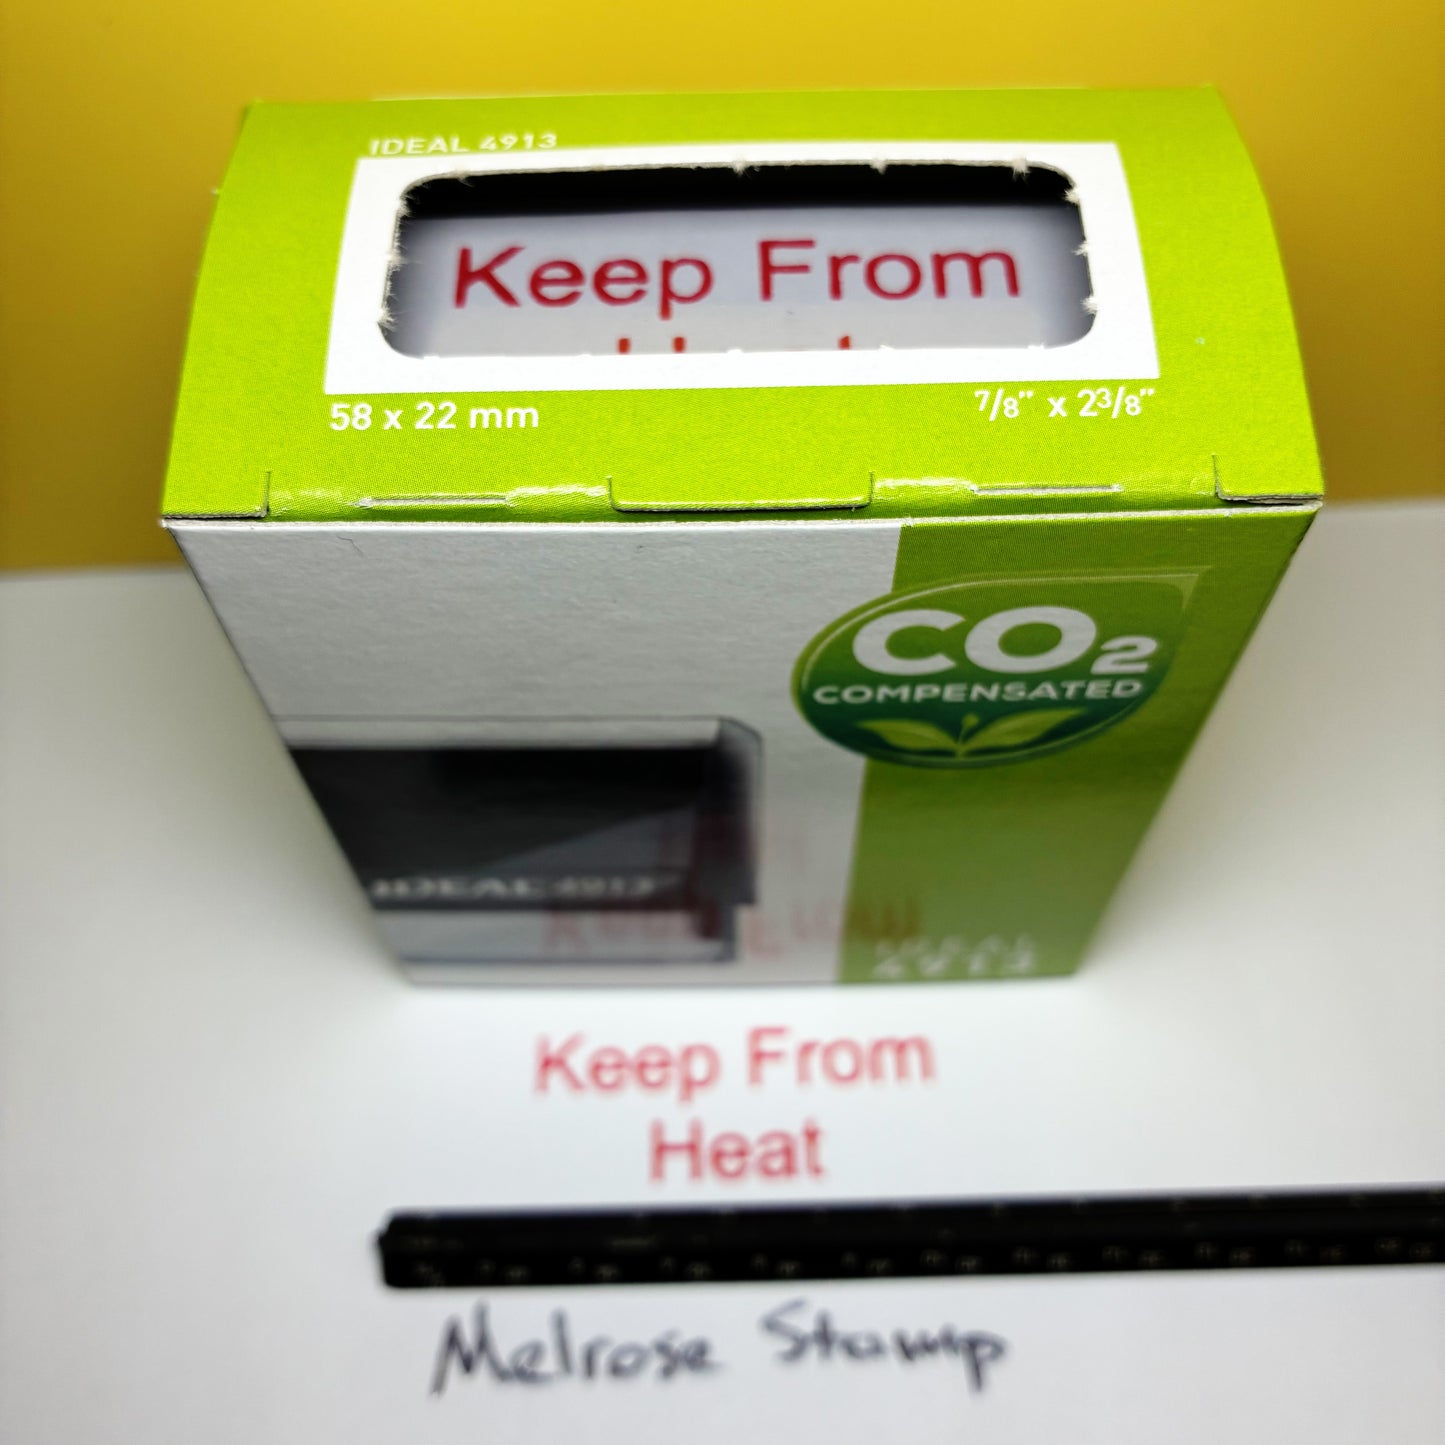 IDEAL 4913
Keep From
58 x 22 mm
7/8" x 23/8"
CO2
COMPENSATED
IDEAL 4913
IDEAL
4913
Keep From
Heat
Melrose Stamp